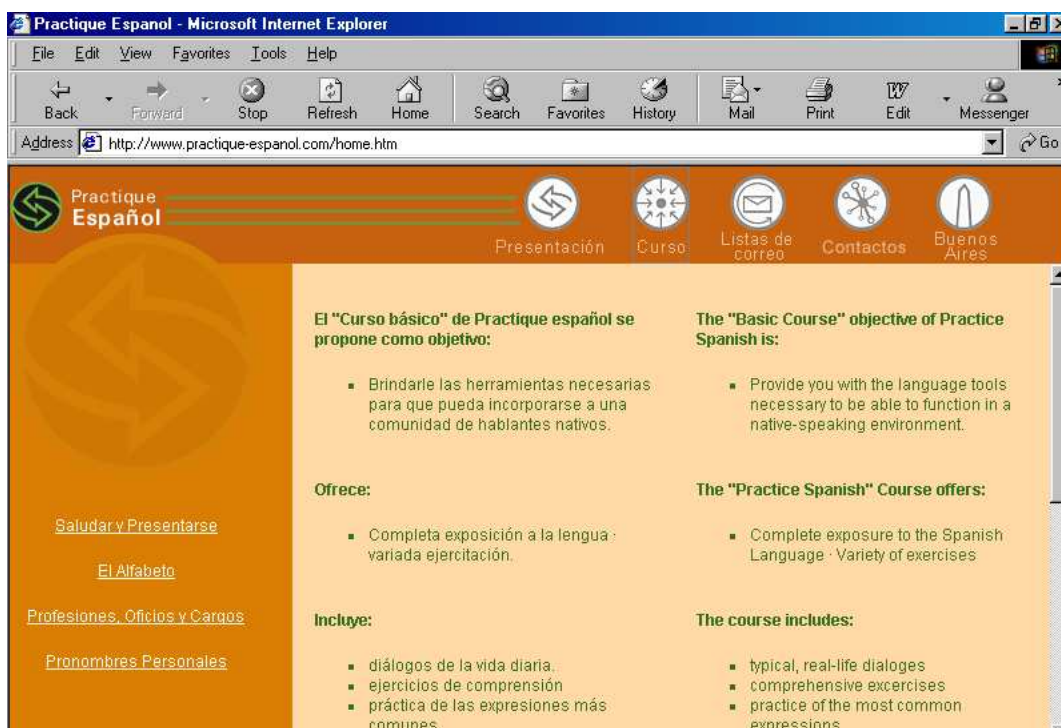 Practique Espanol - Microsoft Internet Explorer
File Edit View Favorites Tools Help
Back Forward Stop Refresh Home Search Favorites History Mail Print Edit Messenger
Address http://www.practique-espanol.com/home.htm Go
Practique
Español
Presentación
Curso
Listas de
correo
Contactos
Buenos
Aires
Saludar y Presentarse
El Alfabeto
Profesiones, Oficios y Cargos
Pronombres Personales
El "Curso básico" de Practique español se
propone como objetivo:
Brindarle las herramientas necesarias
para que pueda incorporarse a una
comunidad de hablantes nativos.
Ofrece:
Completa exposición a la lengua ·
variada ejercitación.
Incluye:
diálogos de la vida diaria.
ejercicios de comprensión
práctica de las expresiones más
comunes
The "Basic Course" objective of Practice
Spanish is:
Provide you with the language tools
necessary to be able to function in a
native-speaking environment.
The "Practice Spanish" Course offers:
Complete exposure to the Spanish
Language · Variety of exercises
The course includes:
typical, real-life dialoges
comprehensive excercises
practice of the most common
expressions